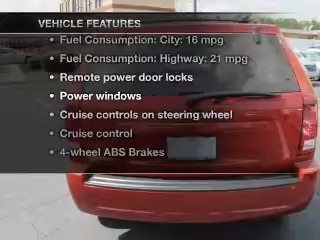 VEHICLE FEATURES
• Fuel Consumption: City: 16 mpg
• Fuel Consumption: Highway: 21 mpg
• Remote power door locks
• Power windows
• Cruise controls on steering wheel
• Cruise control
• 4-wheel ABS Brakes